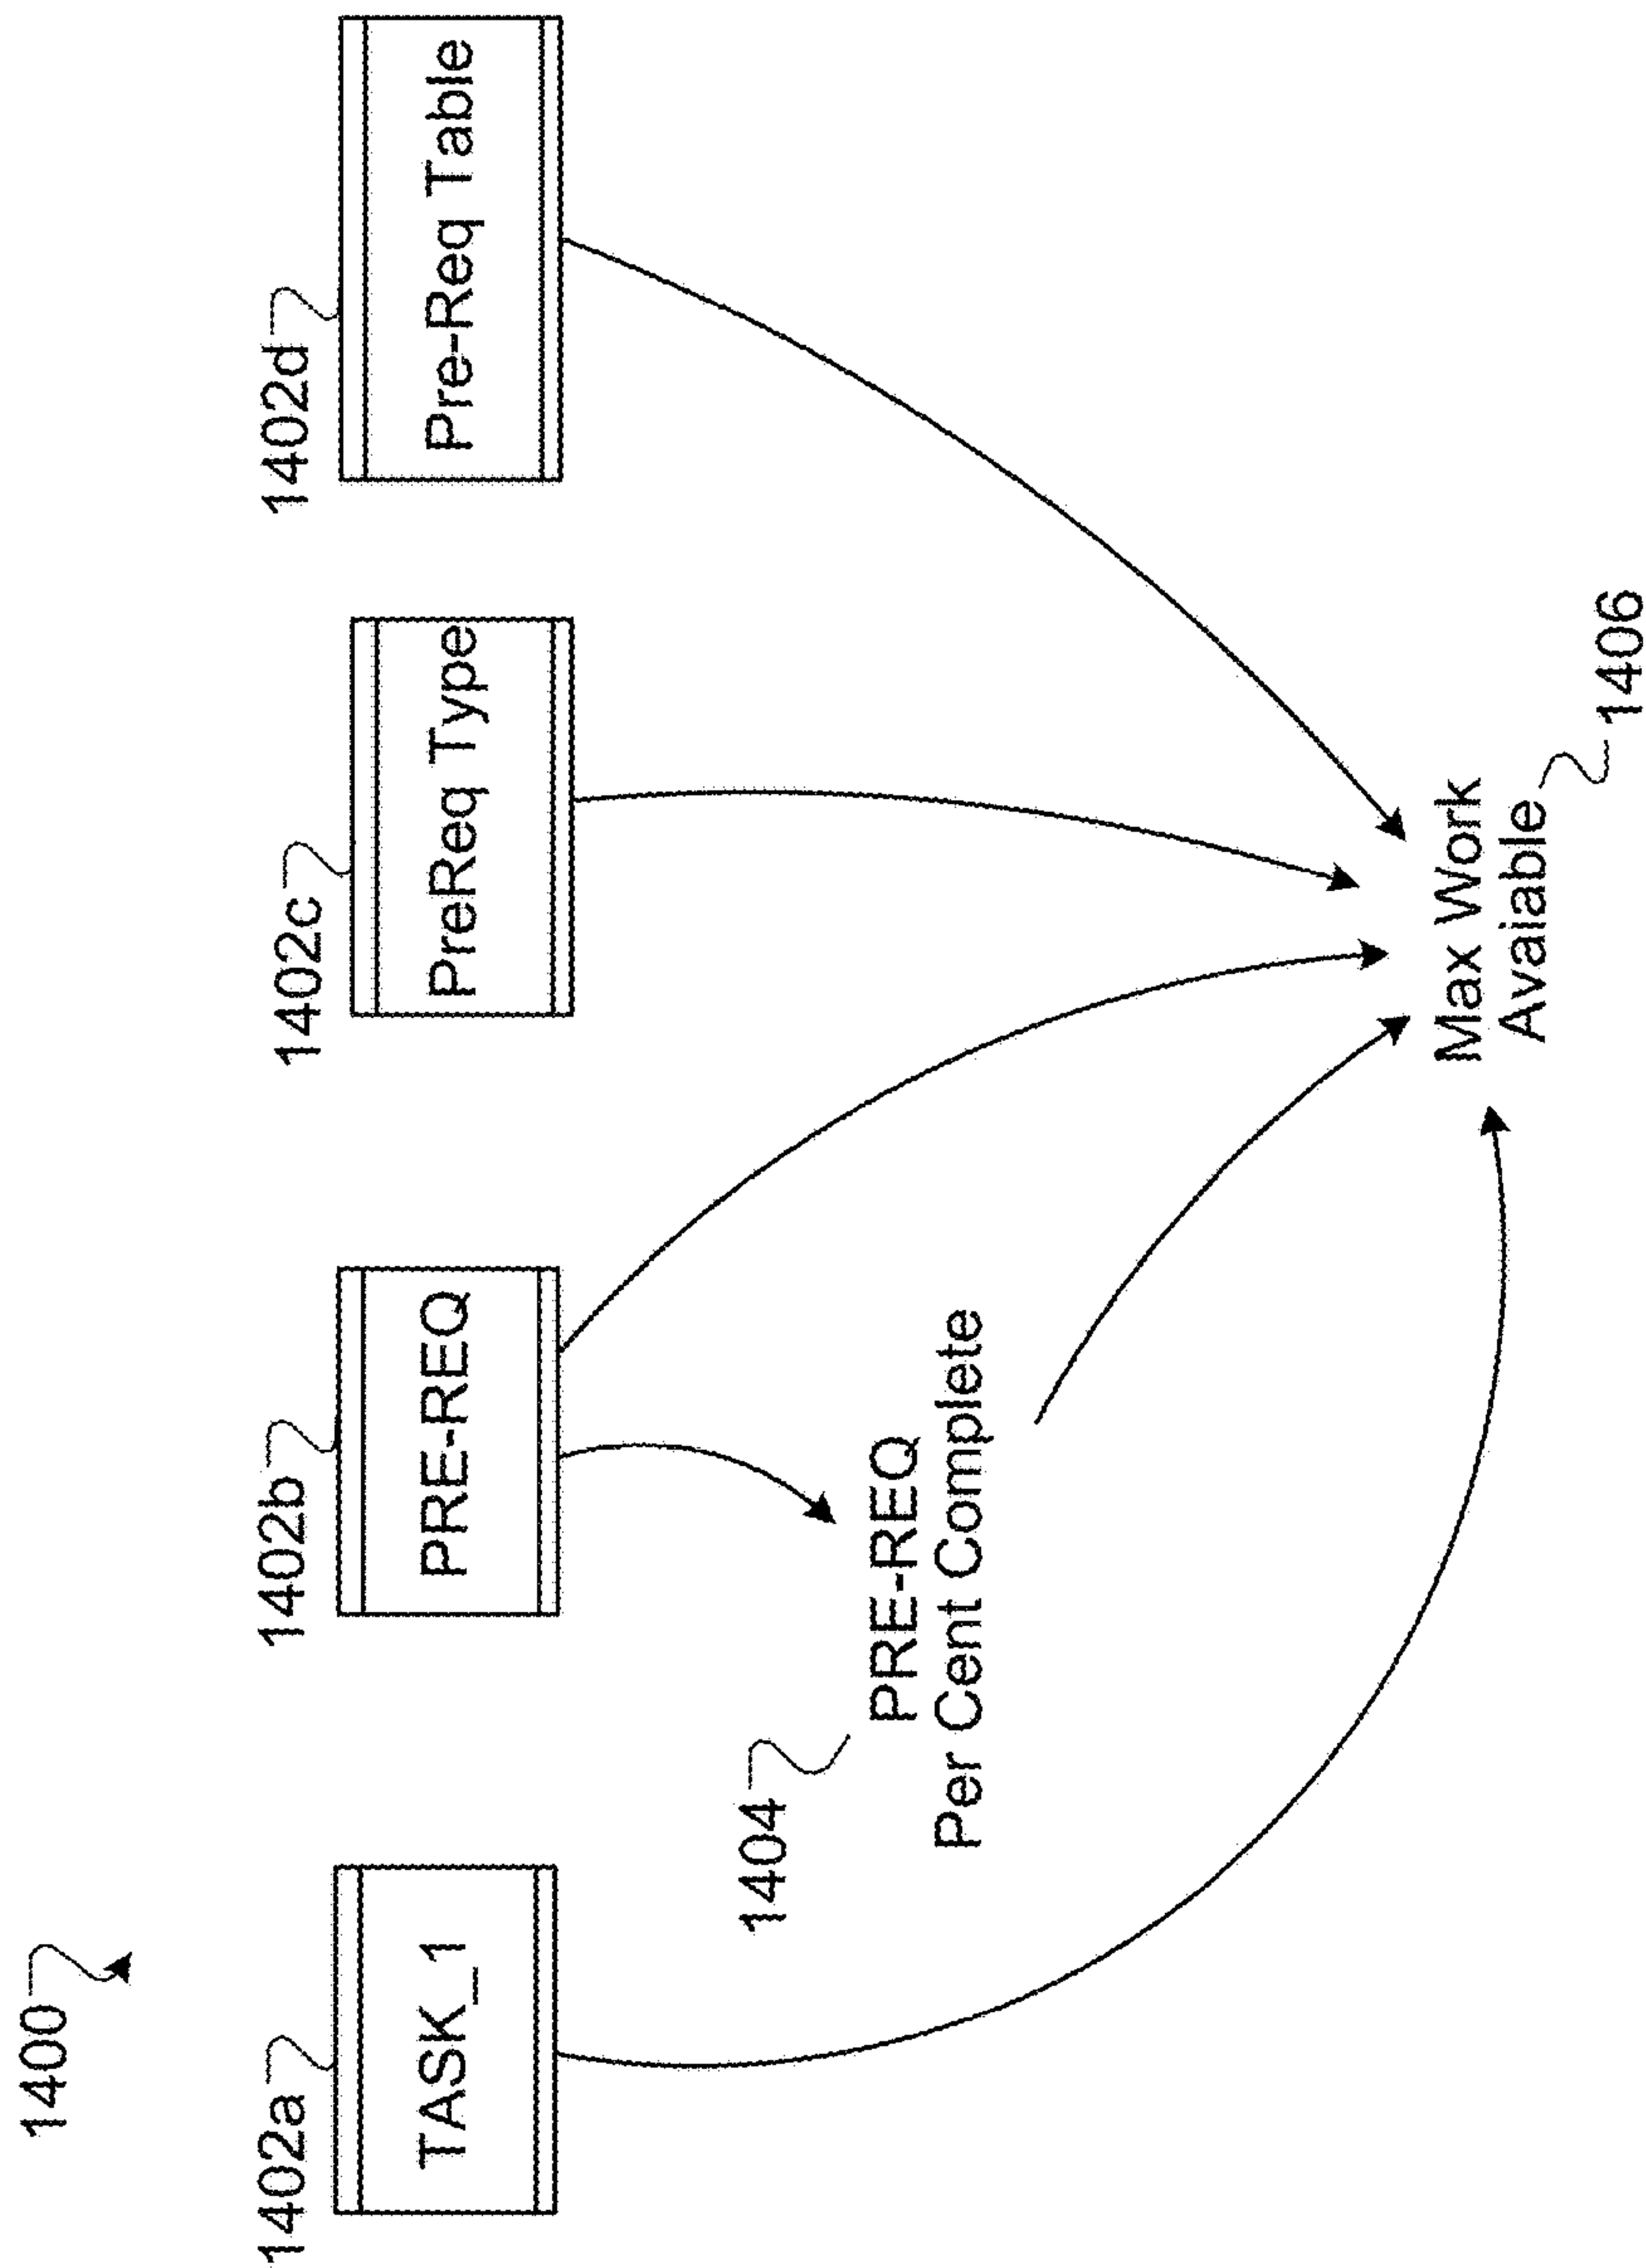 1400
1402a
1402b
1402c
1402d
TASK_1
PRE-REQ
PreReq Type
Pre-Req Table
1404
PRE-REQ
Per Cent Complete
Max Work
Avaiable
1406